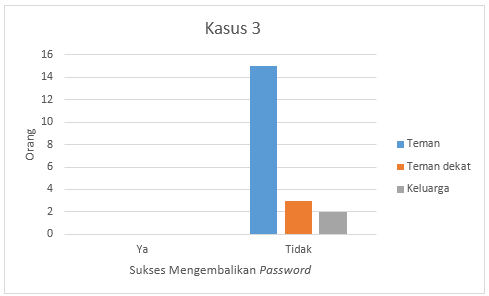 Kasus 3
16
14
12
10
8
6
4
2
0
Orang
Ya
Tidak
Sukses Mengembalikan Password
Teman
Teman dekat
Keluarga